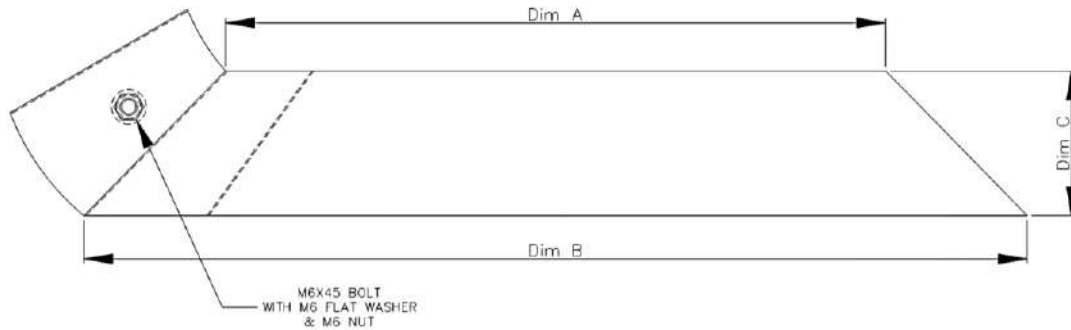 Dim A
Dim C
Dim B
M6X45 BOLT
WITH M6 FLAT WASHER
& M6 NUT